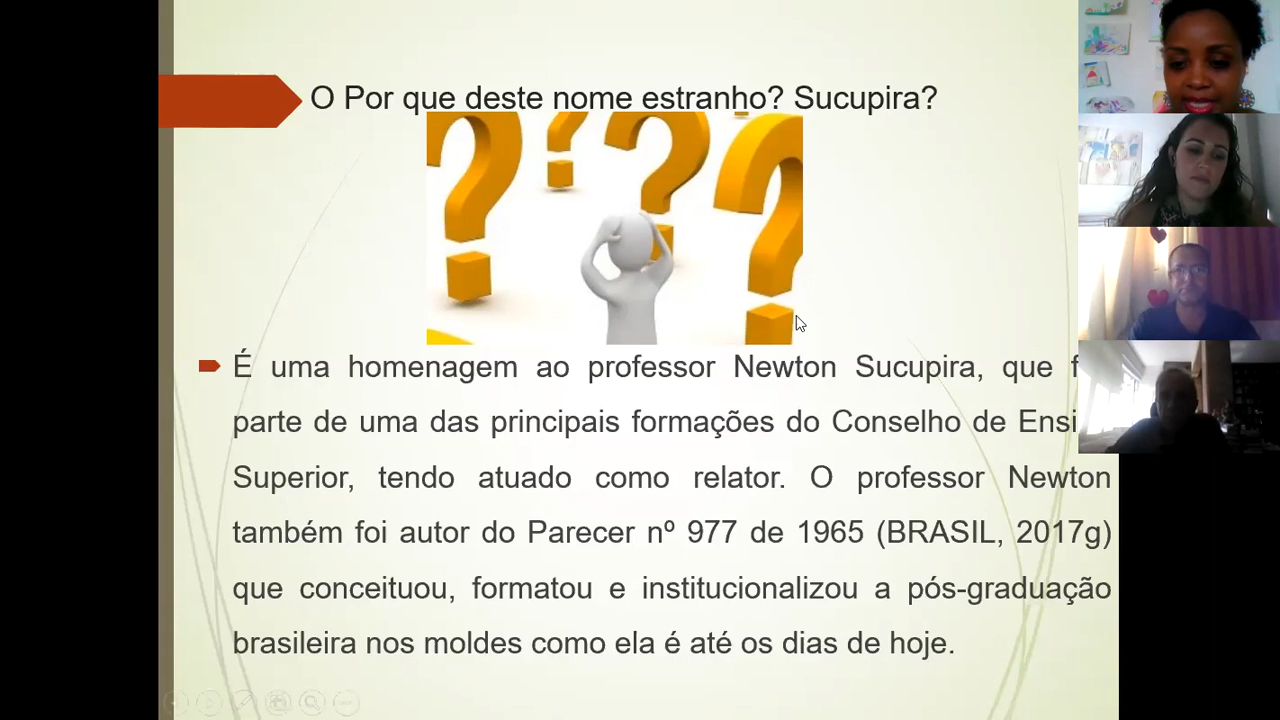 O Por que deste nome estranho? Sucupira?
É uma homenagem ao professor Newton Sucupira, que
parte de uma das principais formações do Conselho de Ensi
Superior, tendo atuado como relator. O professor Newton
também foi autor do Parecer nº 977 de 1965 (BRASIL, 2017g)
que conceituou, formatou e institucionalizou a pós-graduação
brasileira nos moldes como ela é até os dias de hoje.